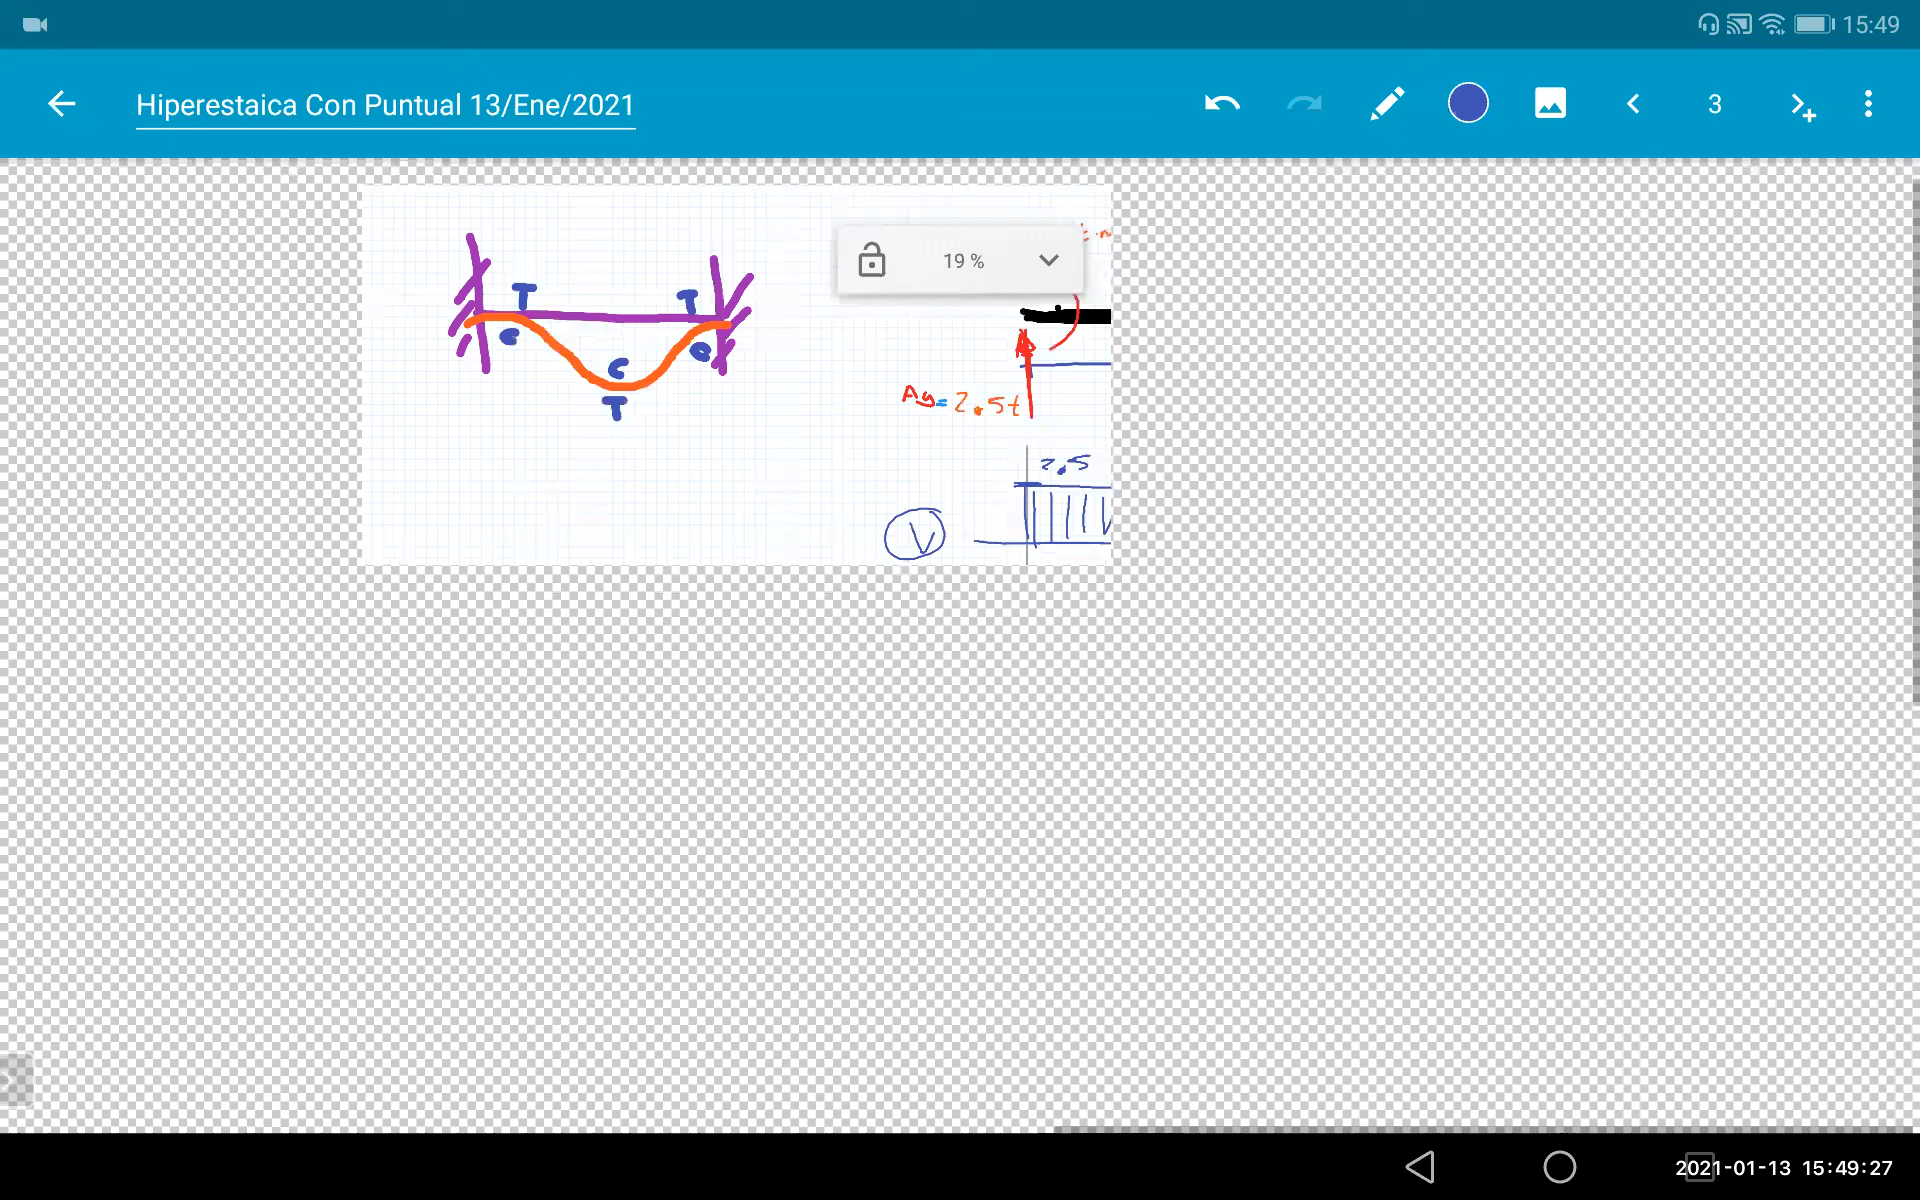 15:49
Hiperestaica Con Puntual 13/Ene/2021
3
19 %
T T
C C
C
T
Ay = 2.5t
2.5
V
2021-01-13 15:49:27